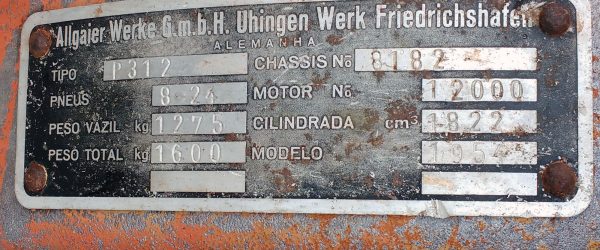 Allgaier Werke G.m.b.H. Uhingen Werk Friedrichshafen
ALEMANHA
TIPO P312 CHASSIS No 8182
PNEUS 8-24 MOTOR No. 12000
PESO VAZIL kg 1275 CILINDRADA cm³ 1822
PESO TOTAL kg 1600 MODELO 1954